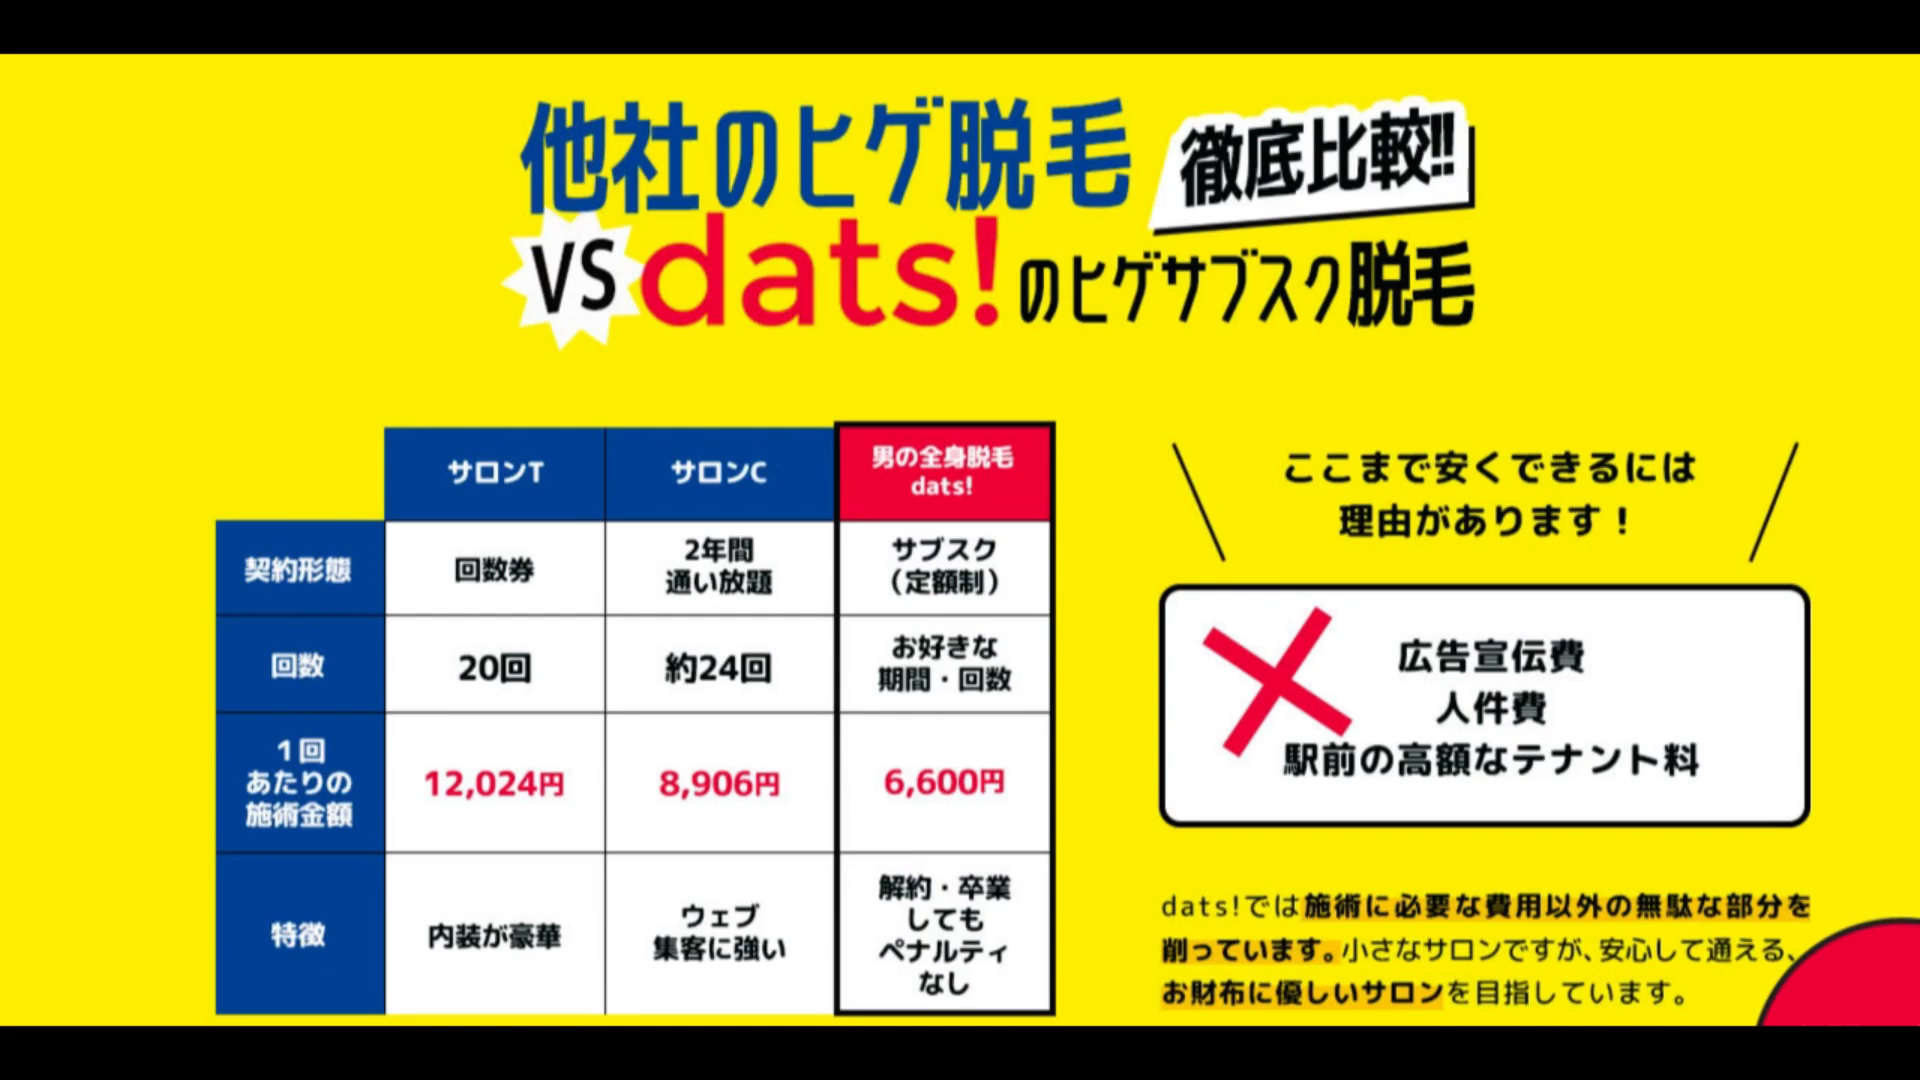 他社のヒゲ脱毛 徹底比較!!
VS dats!のヒゲサブスク脱毛
サロンT サロンC 男の全身脱毛
dats!
契約形態 回数券 2年間
通い放題 サブスク
(定額制)
回数 20回 約24回 お好きな
期間・回数
1回
あたりの
施術金額 12,024円 8,906円 6,600円
特徴 内装が豪華 ウェブ
集客に強い 解約・卒業
しても
ペナルティ
なし
ここまで安くできるには
理由があります!
広告宣伝費
人件費
駅前の高額なテナント料
dats!では施術に必要な費用以外の無駄な部分を
削っています。小さなサロンですが、安心して通える、
お財布に優しいサロンを目指しています。